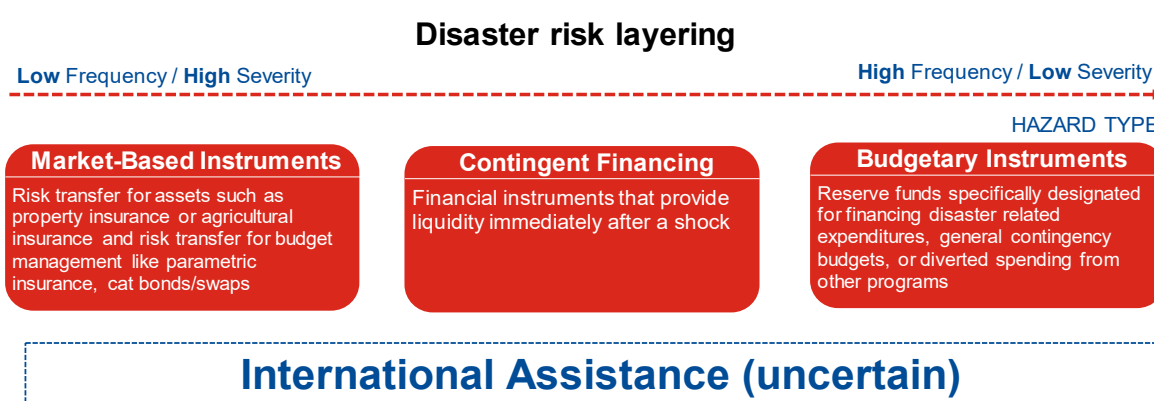 Disaster risk layering
Low Frequency / High Severity
High Frequency / Low Severity
HAZARD TYPE
Market-Based Instruments
Risk transfer for assets such as
property insurance or agricultural
insurance and risk transfer for budget
management like parametric
insurance, cat bonds/swaps
Contingent Financing
Financial instruments that provide
liquidity immediately after a shock
Budgetary Instruments
Reserve funds specifically designated
for financing disaster related
expenditures, general contingency
budgets, or diverted spending from
other programs
International Assistance (uncertain)